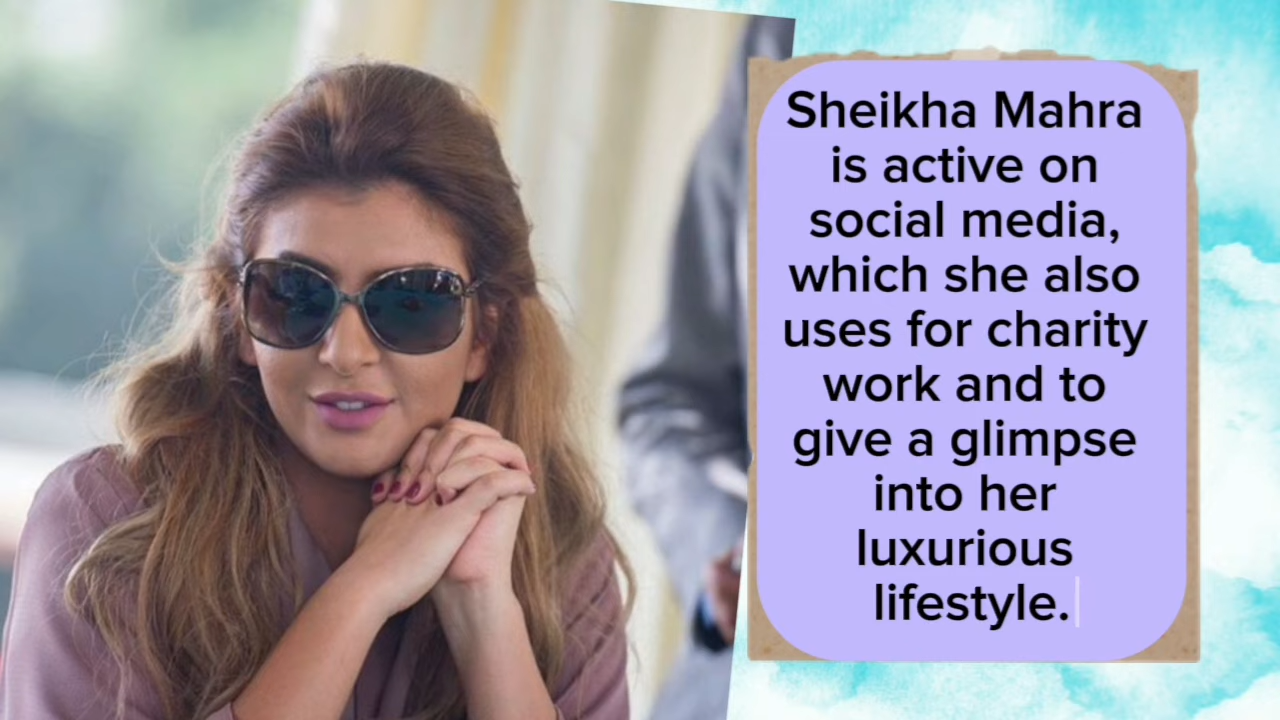 Sheikha Mahra
is active on
social media,
which she also
uses for charity
work and to
give a glimpse
into her
luxurious
lifestyle.